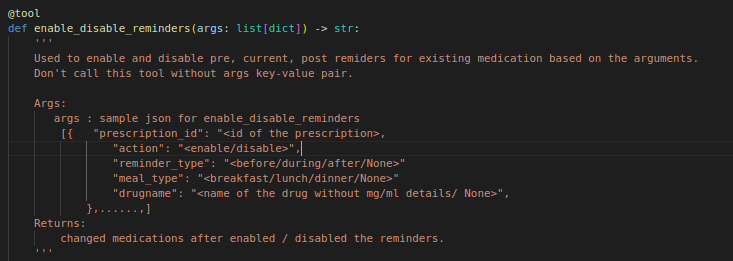 @tool
def enable_disable_reminders(args: list[dict]) -> str:
'''
Used to enable and disable pre, current, post remiders for existing medication based on the arguments.
Don't call this tool without args key-value pair.
Args:
args : sample json for enable_disable_reminders
[{ "prescription_id": "<id of the prescription>,
"action": "<enable/disable>",
"reminder_type": "<before/during/after/None>"
"meal_type": "<breakfast/lunch/dinner/None>"
"drugname": "<name of the drug without mg/ml details/ None>",
},......,]
Returns:
changed medications after enabled / disabled the reminders.
'''